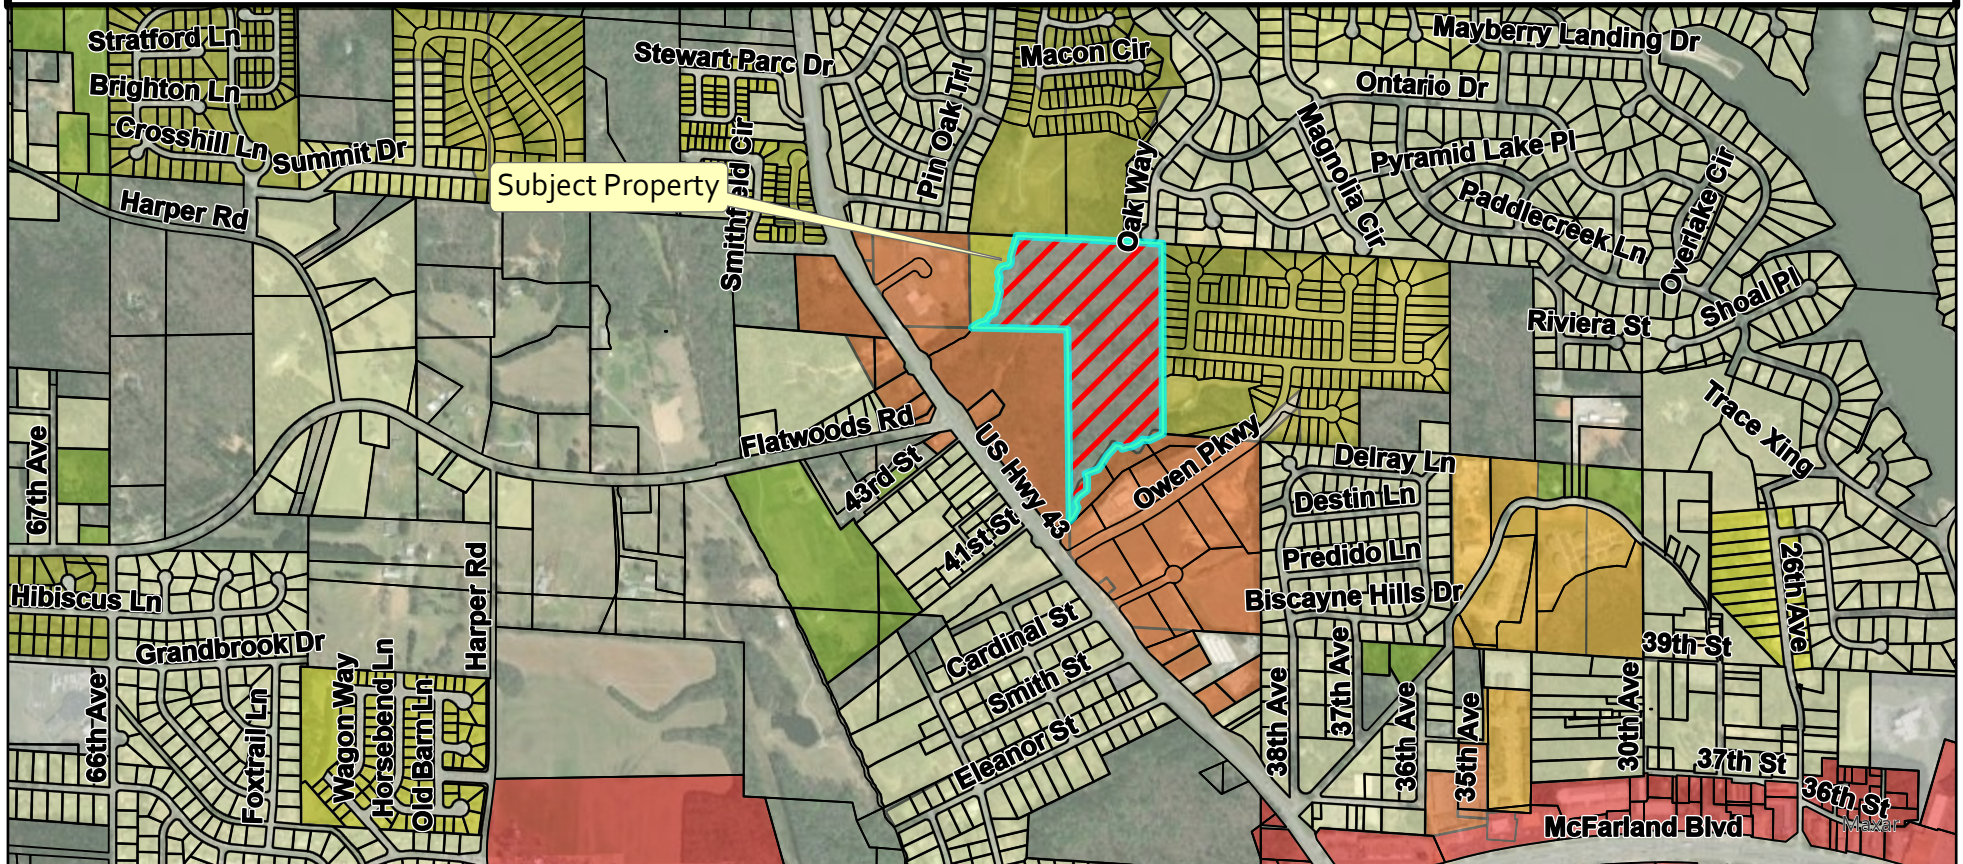 Stratford Ln
Stewart Parc Dr
Macon Cir
Mayberry Landing Dr
Brighton Ln
Pin Oak Trl
Ontario Dr
Crosshill Ln
Summit Dr
Smithfield Cir
Oak Way
Magnolia Cir
Pyramid Lake Pl
Subject Property
Harper Rd
Paddlecreek Ln
Overlake Cir
Shoal Pl
Riviera St
Flatwoods Rd
Trace Xing
67th Ave
43rd St
US Hwy 43
Owen Pkwy
Delray Ln
Destin Ln
41st St
Predido Ln
26th Ave
Hibiscus Ln
Harper Rd
Biscayne Hills Dr
Grandbrook Dr
Cardinal St
39th St
66th Ave
Foxtrail Ln
Wagon Way
Horsebend Ln
Old Barn Ln
Smith St
Eleanor St
38th Ave
37th Ave
36th Ave
35th Ave
30th Ave
37th St
36th St
McFarland Blvd
Maxar